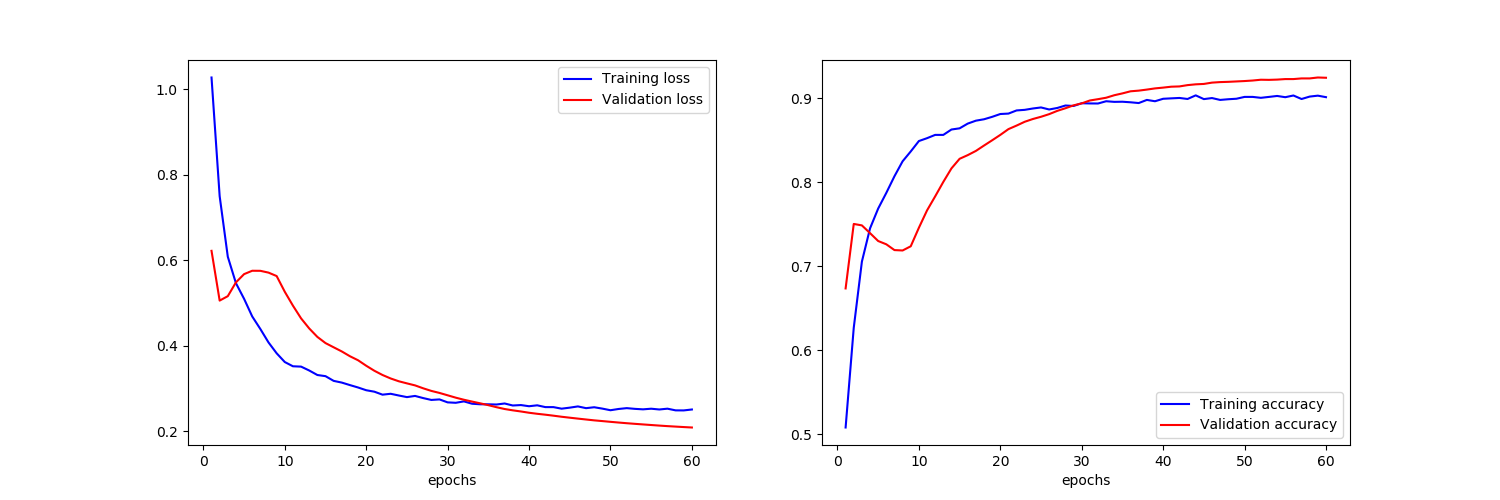 1.0
0.8
0.6
0.4
0.2
0 10 20 30 40 50 60
epochs
Training loss
Validation loss
0.9
0.8
0.7
0.6
0.5
0 10 20 30 40 50 60
epochs
Training accuracy
Validation accuracy